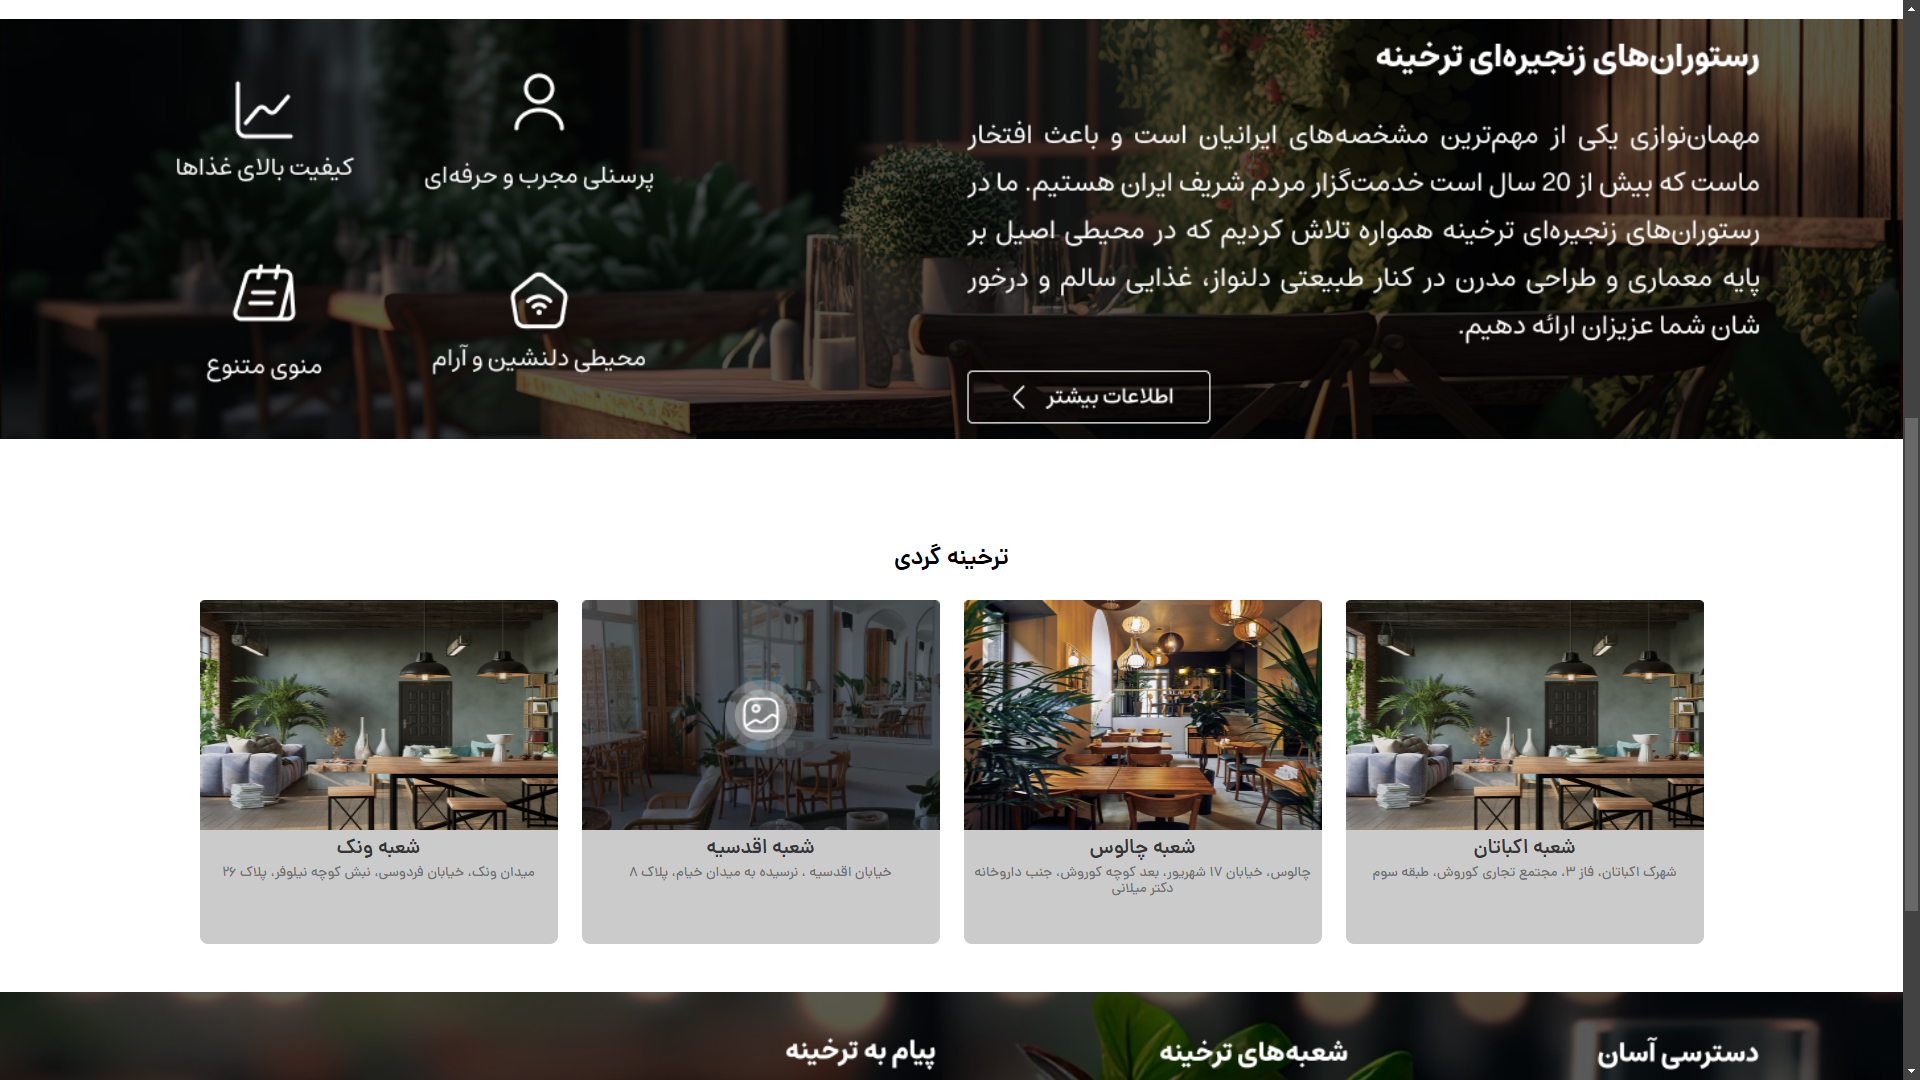 رستوران‌های زنجیره‌ای ترخینه
مهمان‌نوازی یکی از مهم‌ترین مشخصه‌های ایرانیان است و باعث افتخار
ماست که بیش از 20 سال است خدمت‌گزار مردم شریف ایران هستیم. ما در
رستوران‌های زنجیره‌ای ترخینه همواره تلاش کردیم که در محیطی اصیل بر
پایه معماری و طراحی مدرن در کنار طبیعتی دلنواز، غذایی سالم و درخور
شان شما عزیزان ارائه دهیم.
اطلاعات بیشتر
پرسنلی مجرب و حرفه‌ای
کیفیت بالای غذاها
محیطی دلنشین و آرام
منوی متنوع
ترخینه گردی
شعبه اکباتان
شهرک اکباتان، فاز ۳، مجتمع تجاری کوروش، طبقه سوم
شعبه چالوس
چالوس، خیابان ۱۷ شهریور، بعد کوچه کوروش، جنب داروخانه
دکتر میلانی
شعبه اقدسیه
خیابان اقدسیه ، نرسیده به میدان خیام، پلاک ۸
شعبه ونک
میدان ونک، خیابان فردوسی، نبش کوچه نیلوفر، پلاک ۲۶
دسترسی آسان
شعبه‌های ترخینه
پیام به ترخینه